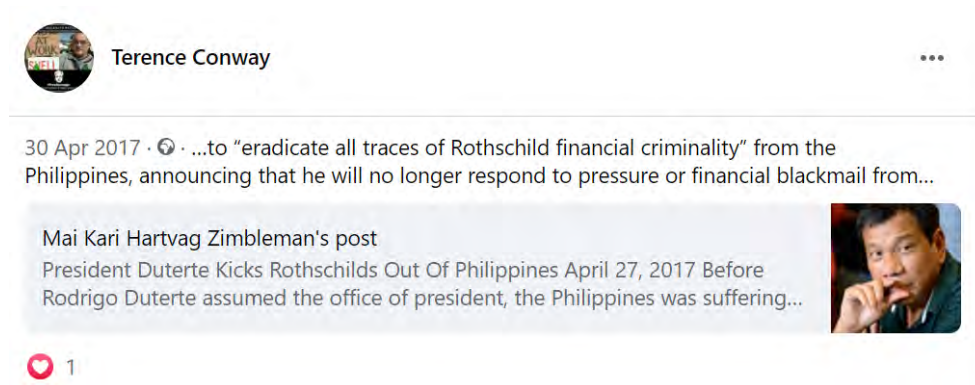 AT
WORK
SWELL
Terence Conway
30 Apr 2017 · · ...to “eradicate all traces of Rothschild financial criminality” from the
Philippines, announcing that he will no longer respond to pressure or financial blackmail from...
Mai Kari Hartvag Zimbleman's post
President Duterte Kicks Rothschilds Out Of Philippines April 27, 2017 Before
Rodrigo Duterte assumed the office of president, the Philippines was suffering...
1